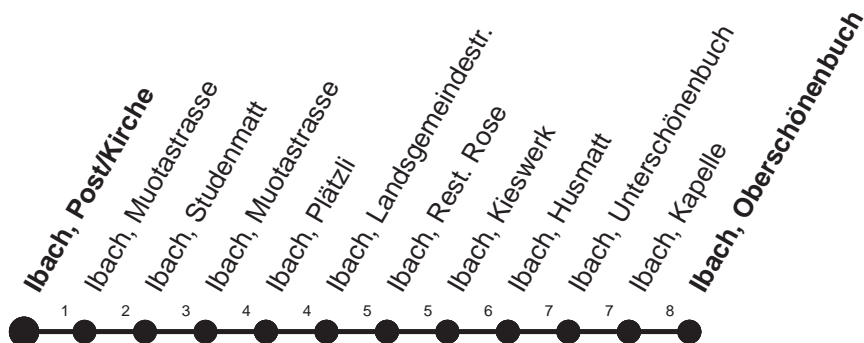 Ibach, Post/Kirche
Ibach, Muotastrasse
Ibach, Studenmatt
Ibach, Muotastrasse
Ibach, Plätzli
Ibach, Landsgemeindestr.
Ibach, Rest. Rose
Ibach, Kieswerk
Ibach, Husmatt
Ibach, Unterschönenbuch
Ibach, Kapelle
Ibach, Oberschönenbuch
1 2 3 4 4 5 5 6 7 7 8